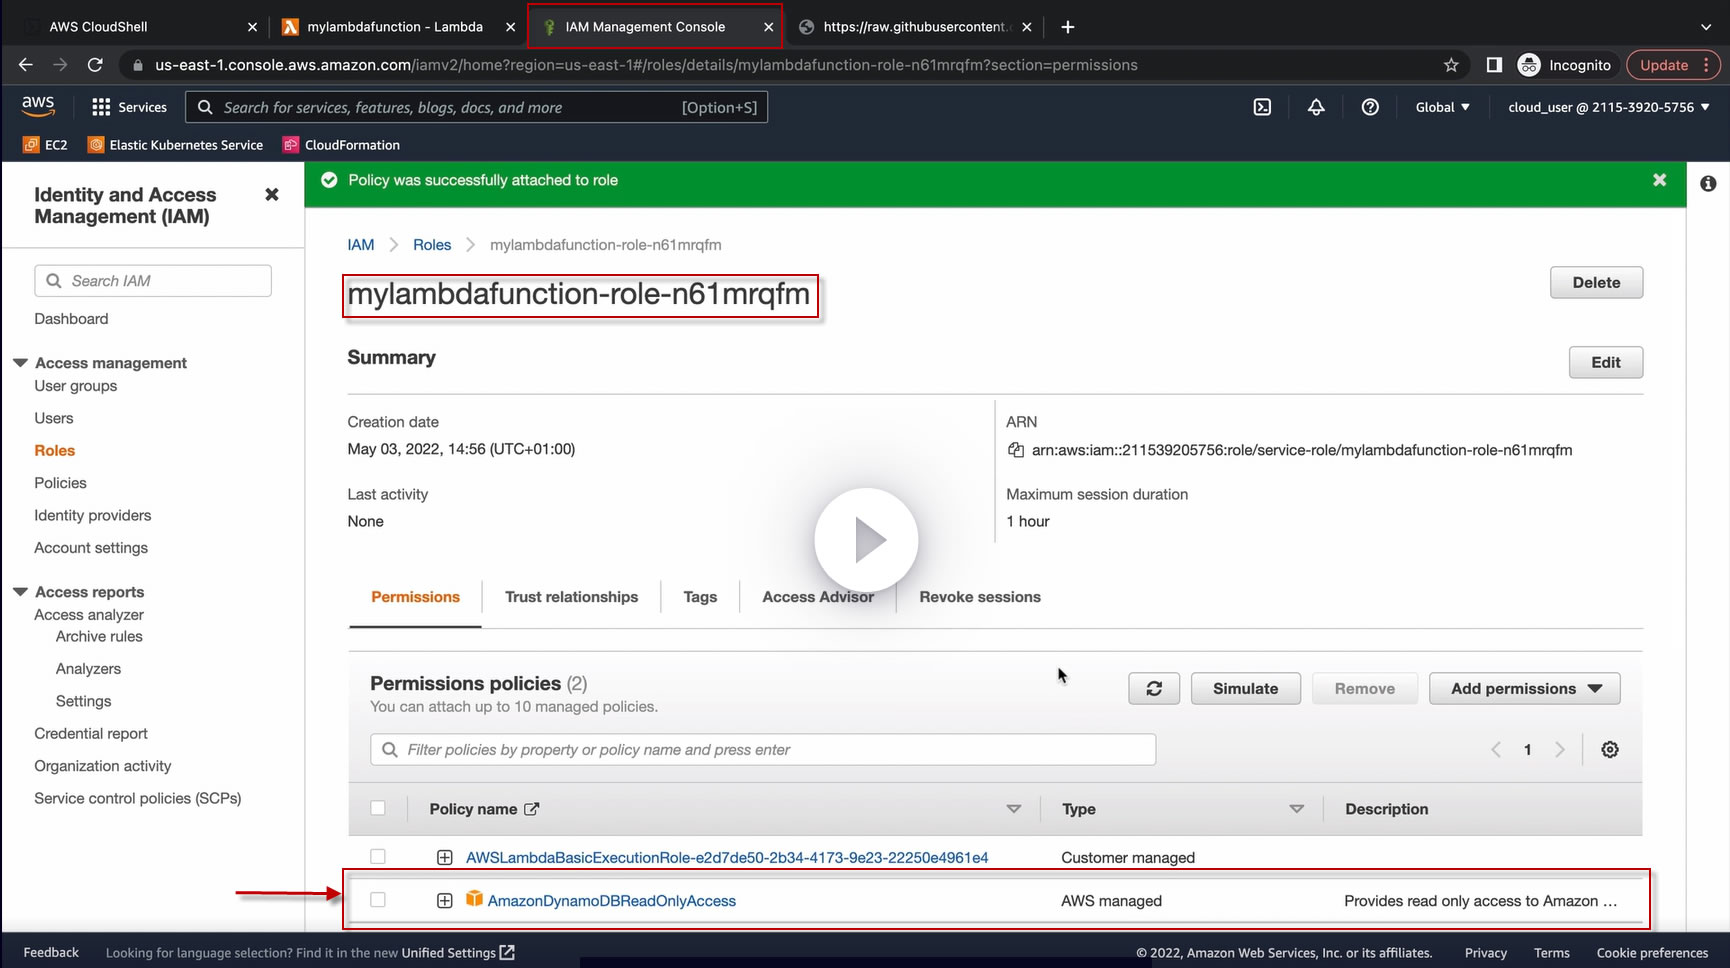 AWS CloudShell
mylambdafunction - Lambda
IAM Management Console
https://raw.githubusercontent.c
us-east-1.console.aws.amazon.com/iamv2/home?region=us-east-1#/roles/details/mylambdafunction-role-n61mrqfm?section=permissions
Incognito
Update
aws
Services
Search for services, features, blogs, docs, and more
[Option+S]
Global
cloud_user @ 2115-3920-5756
EC2
Elastic Kubernetes Service
CloudFormation
Identity and Access
Management (IAM)
Search IAM
Dashboard
Access management
User groups
Users
Roles
Policies
Identity providers
Account settings
Access reports
Access analyzer
Archive rules
Analyzers
Settings
Credential report
Organization activity
Service control policies (SCPs)
Policy was successfully attached to role
IAM > Roles > mylambdafunction-role-n61mrqfm
mylambdafunction-role-n61mrqfm
Delete
Summary
Edit
Creation date
May 03, 2022, 14:56 (UTC+01:00)
ARN
arn:aws:iam::211539205756:role/service-role/mylambdafunction-role-n61mrqfm
Last activity
None
Maximum session duration
1 hour
Permissions
Trust relationships
Tags
Access Advisor
Revoke sessions
Permissions policies (2)
You can attach up to 10 managed policies.
Simulate
Remove
Add permissions
Filter policies by property or policy name and press enter
1
Policy name
Type
Description
AWSLambdaBasicExecutionRole-e2d7de50-2b34-4173-9e23-22250e4961e4
Customer managed
AmazonDynamoDBReadOnlyAccess
AWS managed
Provides read only access to Amazon ...
Feedback
Looking for language selection? Find it in the new Unified Settings
© 2022, Amazon Web Services, Inc. or its affiliates.
Privacy
Terms
Cookie preferences